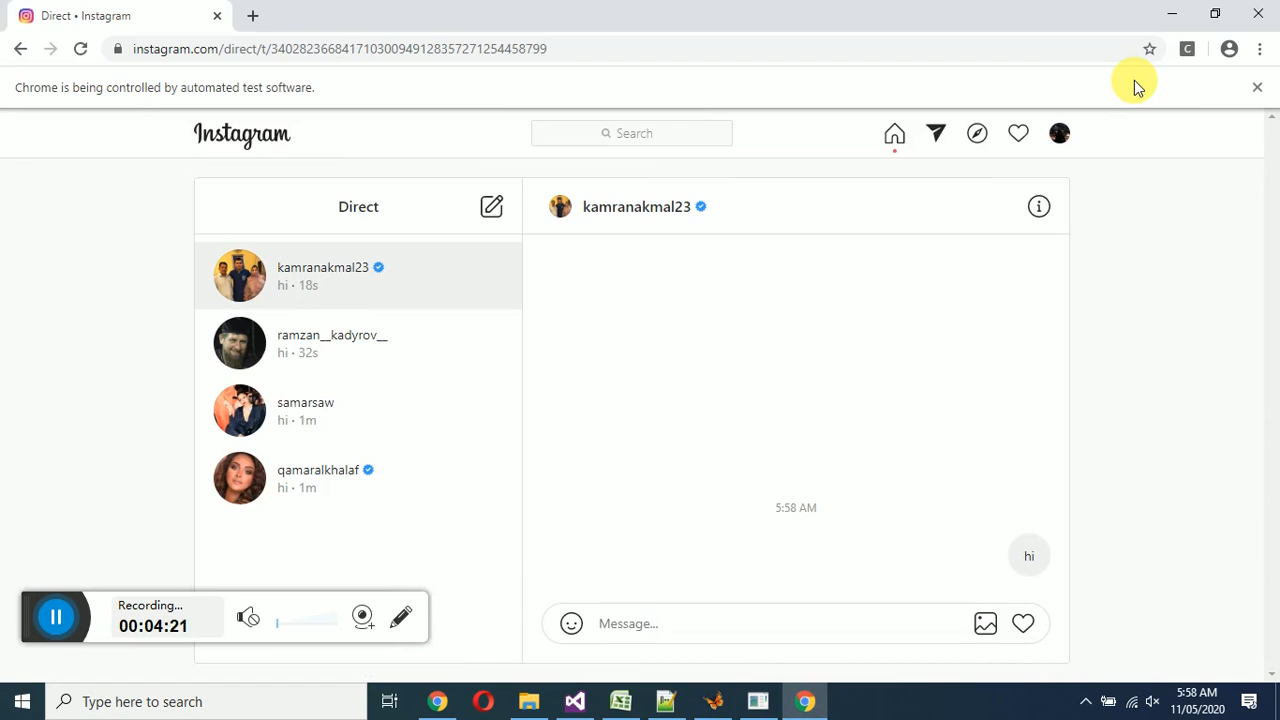 Direct • Instagram
instagram.com/direct/t/340282366841710300949128357271254458799
C
Chrome is being controlled by automated test software.
Instagram
Search
Direct
kamranakmal23
kamranakmal23
hi · 18s
ramzan__kadyrov__
hi · 32s
samarsaw
hi · 1m
qamaralkhalaf
hi · 1m
5:58 AM
hi
Message...
Recording...
00:04:21
Type here to search
5:58 AM
11/05/2020